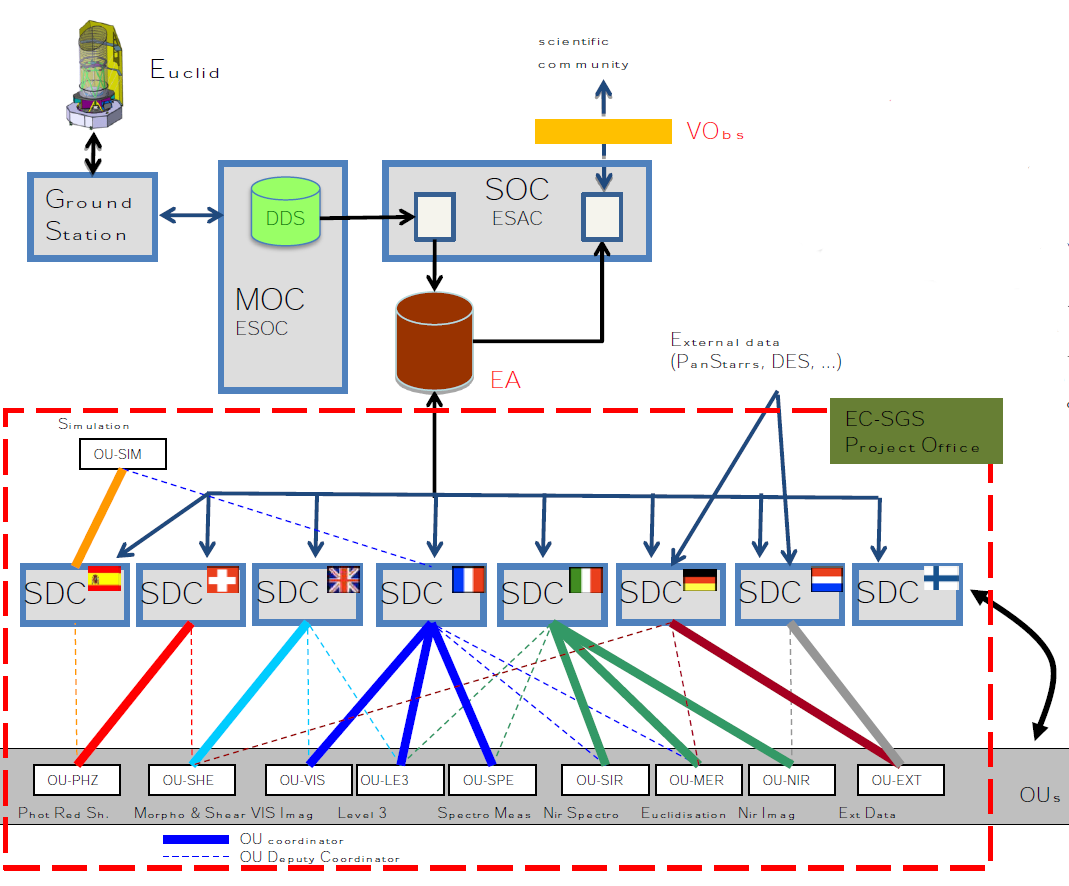 Euclid
scientific
community
VObs
Ground
Station
DDS
SOC
ESAC
MOC
ESOC
External data
(PanStarrs, DES, ...)
EA
EC-SGS
Project Office
Simulation
OU-SIM
SDC SDC SDC SDC SDC SDC SDC SDC
OU-PHZ OU-SHE OU-VIS OU-LE3 OU-SPE OU-SIR OU-MER OU-NIR OU-EXT
OUs
Phot Red Sh. Morpho & Shear VIS Imag Level 3 Spectro Meas Nir Spectro Euclidisation Nir Imag Ext Data
OU coordinator
OU Deputy Coordinator